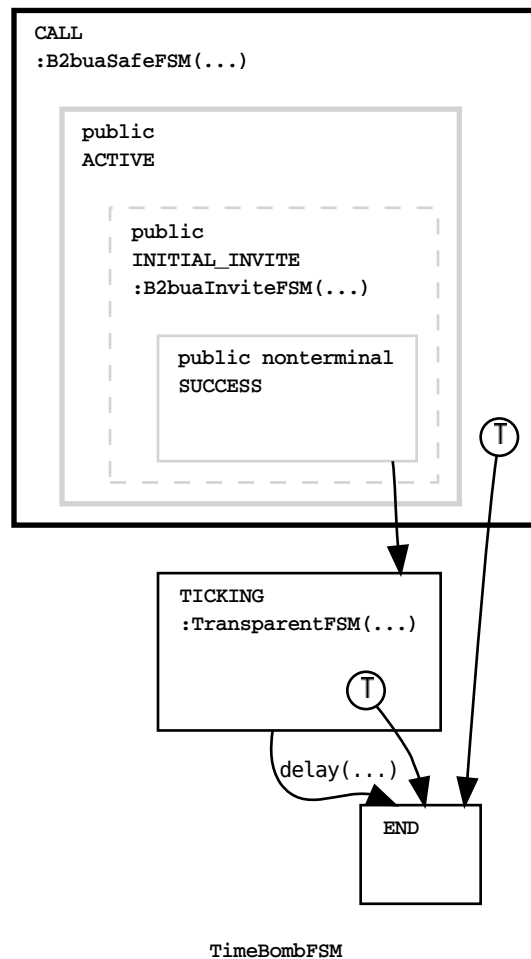 CALL
:B2buaSafeFSM(...)
public
ACTIVE
public
INITIAL_INVITE
:B2buaInviteFSM(...)
public nonterminal
SUCCESS
T
TICKING
:TransparentFSM(...)
T
delay(...)
END
TimeBombFSM